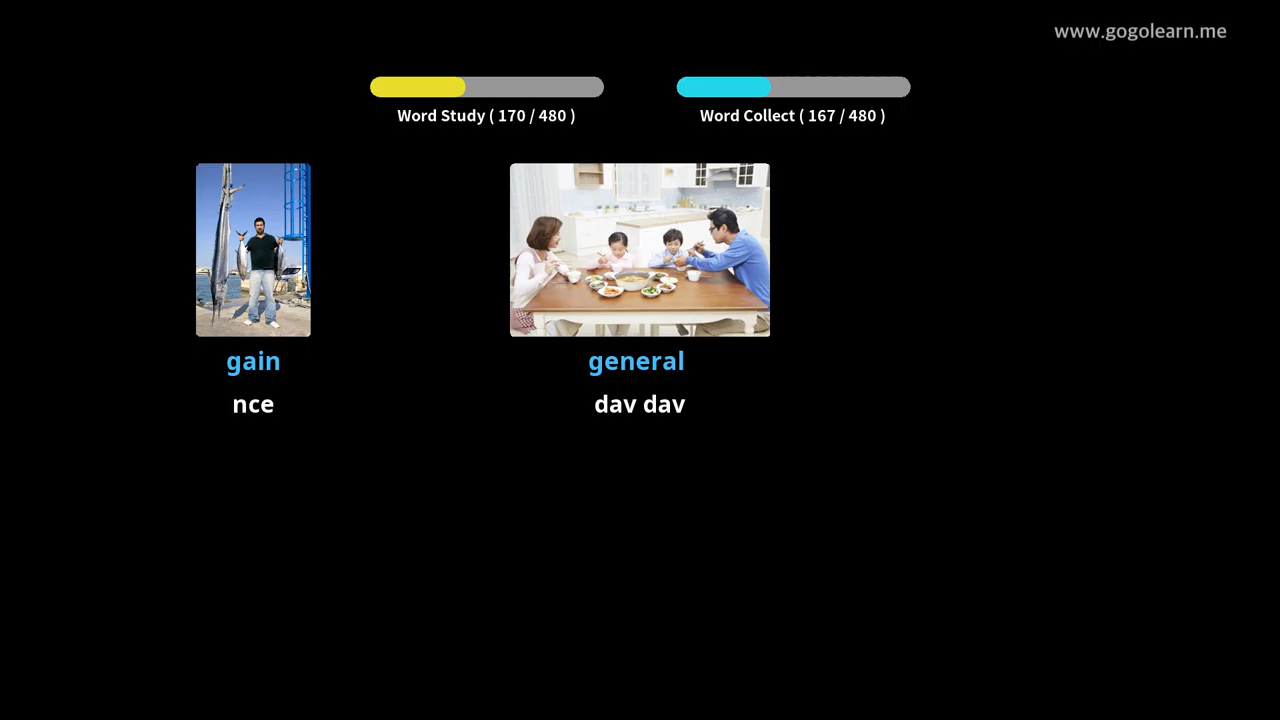 www.gogolearn.me
Word Study ( 170 / 480 )
Word Collect ( 167 / 480 )
gain
general
nce
dav dav